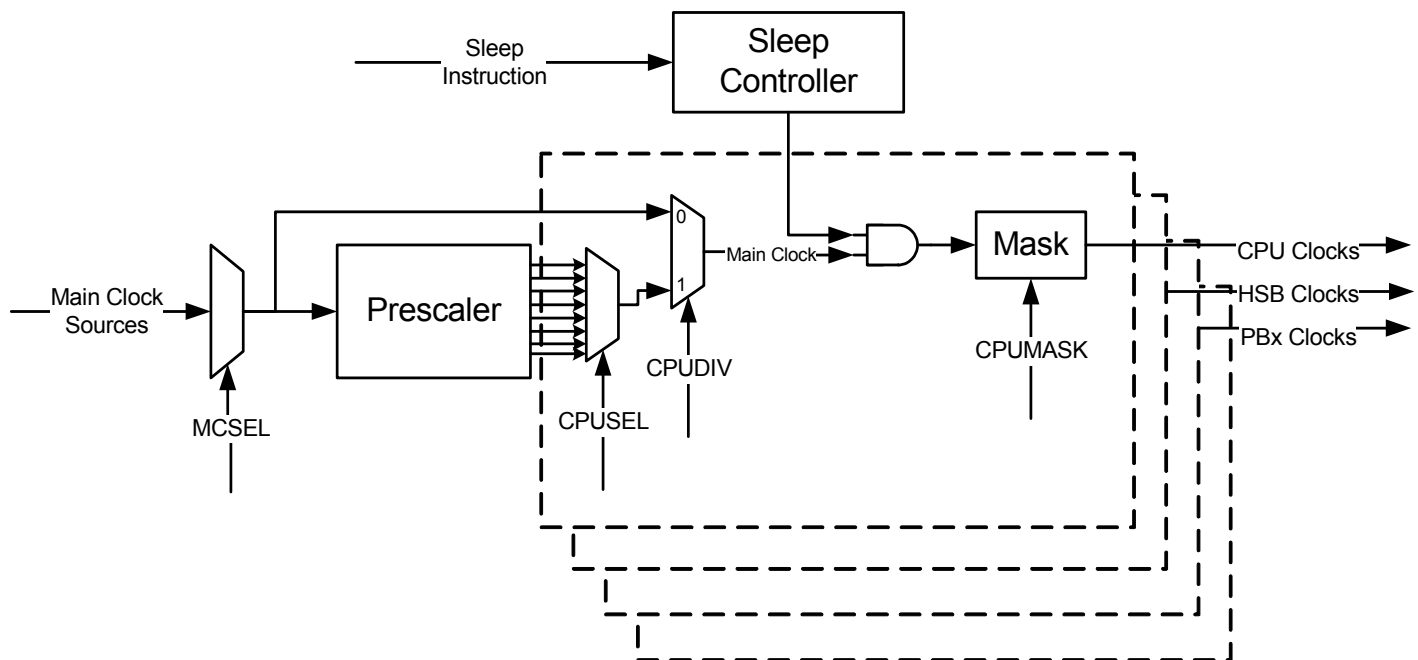 Sleep
Instruction
Sleep
Controller
0
Main Clock
1
Mask
CPU Clocks
Main Clock
Sources
Prescaler
HSB Clocks
PBx Clocks
CPUDIV
CPUMASK
MCSEL
CPUSEL